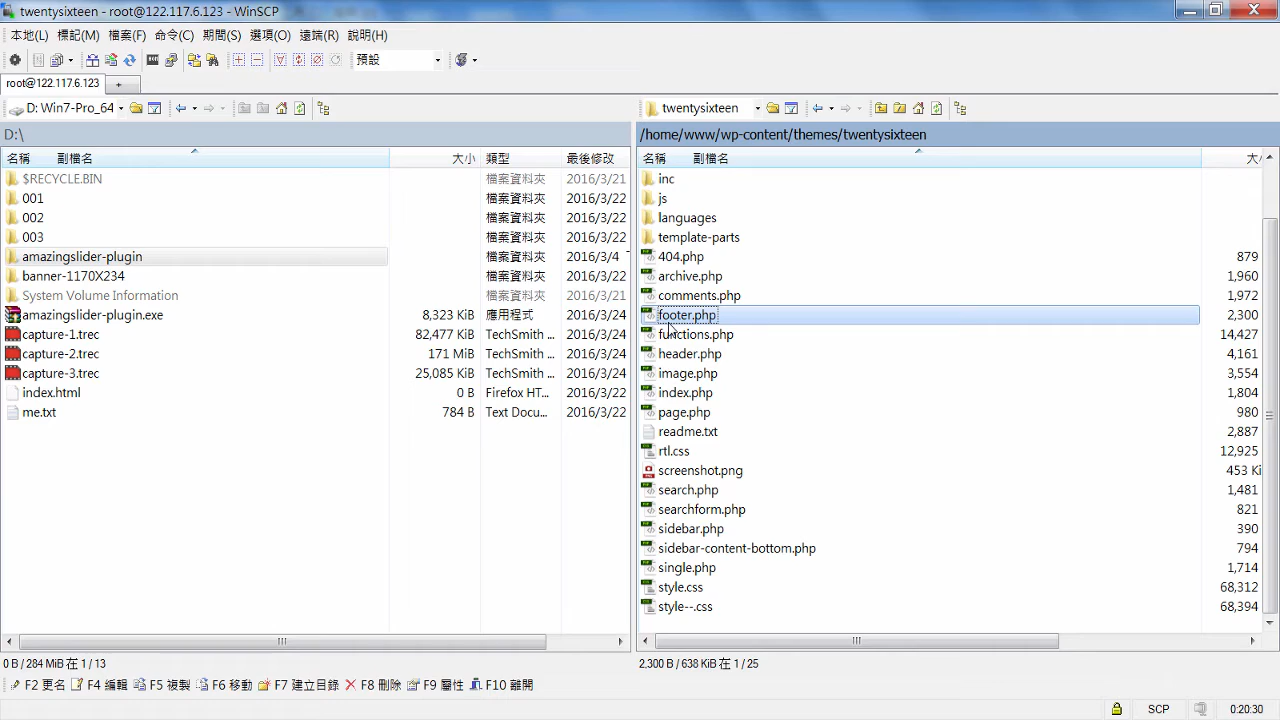 twentysixteen - root@122.117.6.123 - WinSCP
本地(L) 標記(M) 檔案(F) 命令(C) 期間(S) 選項(O) 遠端(R) 說明(H)
預設
root@122.117.6.123
D: Win7-Pro_64
twentysixteen
D:\
/home/www/wp-content/themes/twentysixteen
名稱 副檔名 大小 類型 最後修改
名稱 副檔名
$RECYCLE.BIN 檔案資料夾 2016/3/21
001 檔案資料夾 2016/3/22
002 檔案資料夾 2016/3/22
003 檔案資料夾 2016/3/22
amazingslider-plugin 檔案資料夾 2016/3/4
banner-1170X234 檔案資料夾 2016/3/22
System Volume Information 檔案資料夾 2016/3/21
amazingslider-plugin.exe 8,323 KiB 應用程式 2016/3/24
capture-1.trec 82,477 KiB TechSmith ... 2016/3/24
capture-2.trec 171 MiB TechSmith ... 2016/3/24
capture-3.trec 25,085 KiB TechSmith ... 2016/3/24
index.html 0 B Firefox HT... 2016/3/22
me.txt 784 B Text Docu... 2016/3/22
inc
js
languages
template-parts
404.php 879
archive.php 1,960
comments.php 1,972
footer.php 2,300
functions.php 14,427
header.php 4,161
image.php 3,554
index.php 1,804
page.php 980
readme.txt 2,887
rtl.css 12,925
screenshot.png 453 Ki
search.php 1,481
searchform.php 821
sidebar.php 390
sidebar-content-bottom.php 794
single.php 1,714
style.css 68,312
style--.css 68,394
0 B / 284 MiB 在 1 / 13
2,300 B / 638 KiB 在 1 / 25
F2 更名 F4 編輯 F5 複製 F6 移動 F7 建立目錄 F8 刪除 F9 屬性 F10 離開
SCP 0:20:30